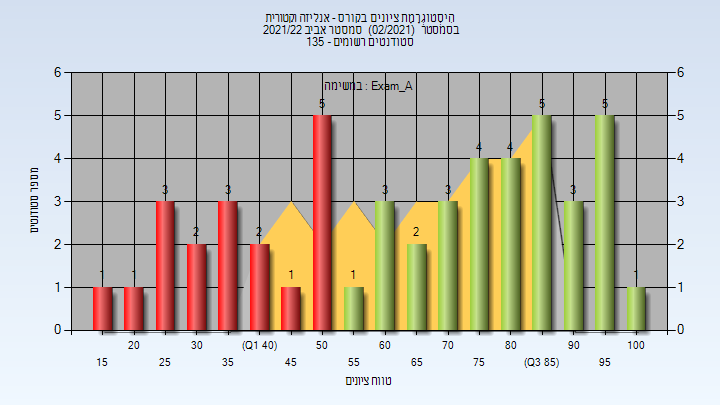 היסטוגרמת ציונים בקורס - אנליזה וקטורית
בסמסטר (02/2021) סמסטר אביב 2021/22
סטודנטים רשומים - 135
במשימה : Exam_A
מספר סטודנטים
6 6
5 5
4 4
3 3
2 2
1 1
0 0
1 1 3 2 3 2 1 5 1 3 2 3 4 4 5 3 5 1
20 30 (Q1 40) 50 60 70 80 90 100
15 25 35 45 55 65 75 (Q3 85) 95
טווח ציונים